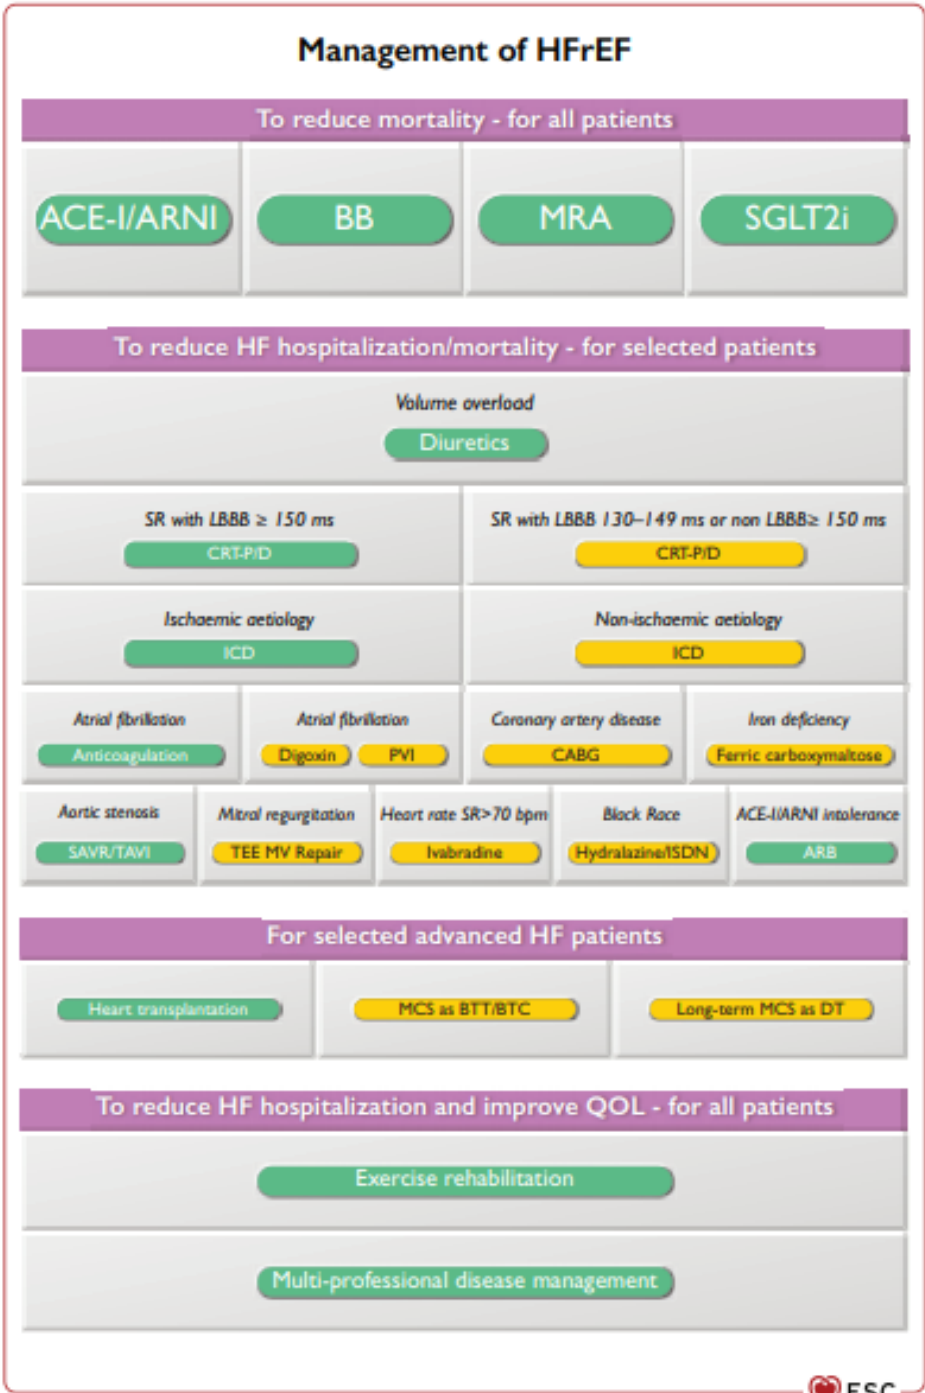 Management of HFrEF
To reduce mortality - for all patients
ACE-I/ARNI
BB
MRA
SGLT2i
To reduce HF hospitalization/mortality - for selected patients
Volume overload
Diuretics
SR with LBBB ≥ 150 ms
CRT-P/D
SR with LBBB 130–149 ms or non LBBB≥ 150 ms
CRT-P/D
Ischaemic aetiology
ICD
Non-ischaemic aetiology
ICD
Atrial fibrillation
Anticoagulation
Atrial fibrillation
Digoxin
PVI
Coronary artery disease
CABG
Iron deficiency
Ferric carboxymaltose
Aortic stenosis
SAVR/TAVI
Mitral regurgitation
TEE MV Repair
Heart rate SR>70 bpm
Ivabradine
Black Race
Hydralazine/ISDN
ACE-I/ARNI intolerance
ARB
For selected advanced HF patients
Heart transplantation
MCS as BTT/BTC
Long-term MCS as DT
To reduce HF hospitalization and improve QOL - for all patients
Exercise rehabilitation
Multi-professional disease management
ESC